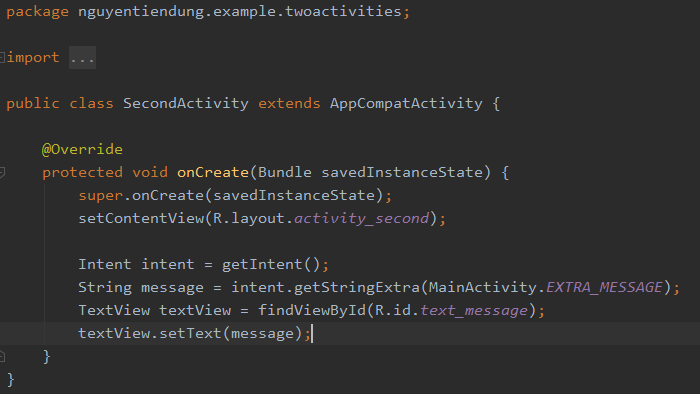 package nguyentiendung.example.twoactivities;
import ...
public class SecondActivity extends AppCompatActivity {
@Override
protected void onCreate(Bundle savedInstanceState) {
super.onCreate(savedInstanceState);
setContentView(R.layout.activity_second);
Intent intent = getIntent();
String message = intent.getStringExtra(MainActivity.EXTRA_MESSAGE);
TextView textView = findViewById(R.id.text_message);
textView.setText(message);
}
}